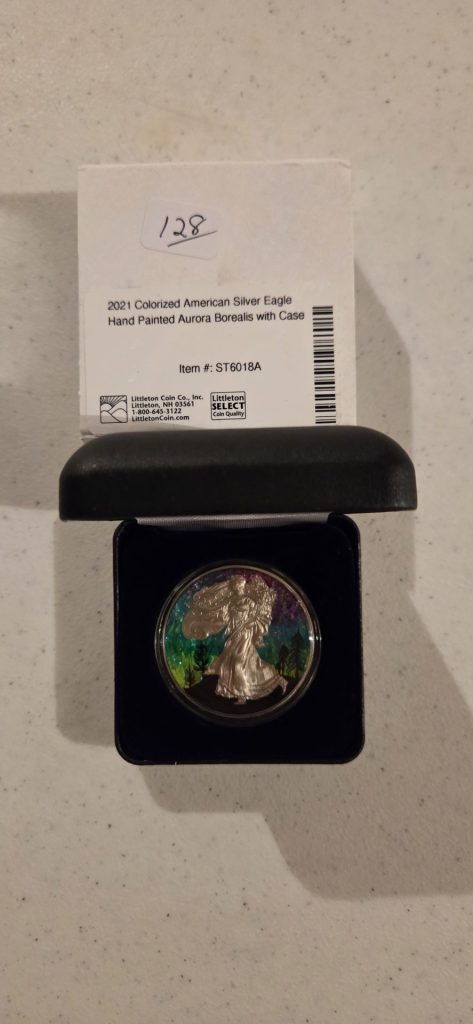 128
2021 Colorized American Silver Eagle
Hand Painted Aurora Borealis with Case
Item #: ST6018A
Littleton Coin Co., Inc.
Littleton, NH 03561
1-800-645-3122
LittletonCoin.com
Littleton
SELECT
Coin Quality